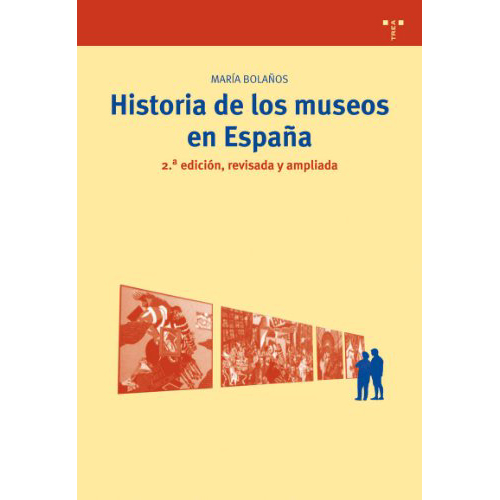 TREA
MARÍA BOLAÑOS
Historia de los museos
en España
2.ª edición, revisada y ampliada